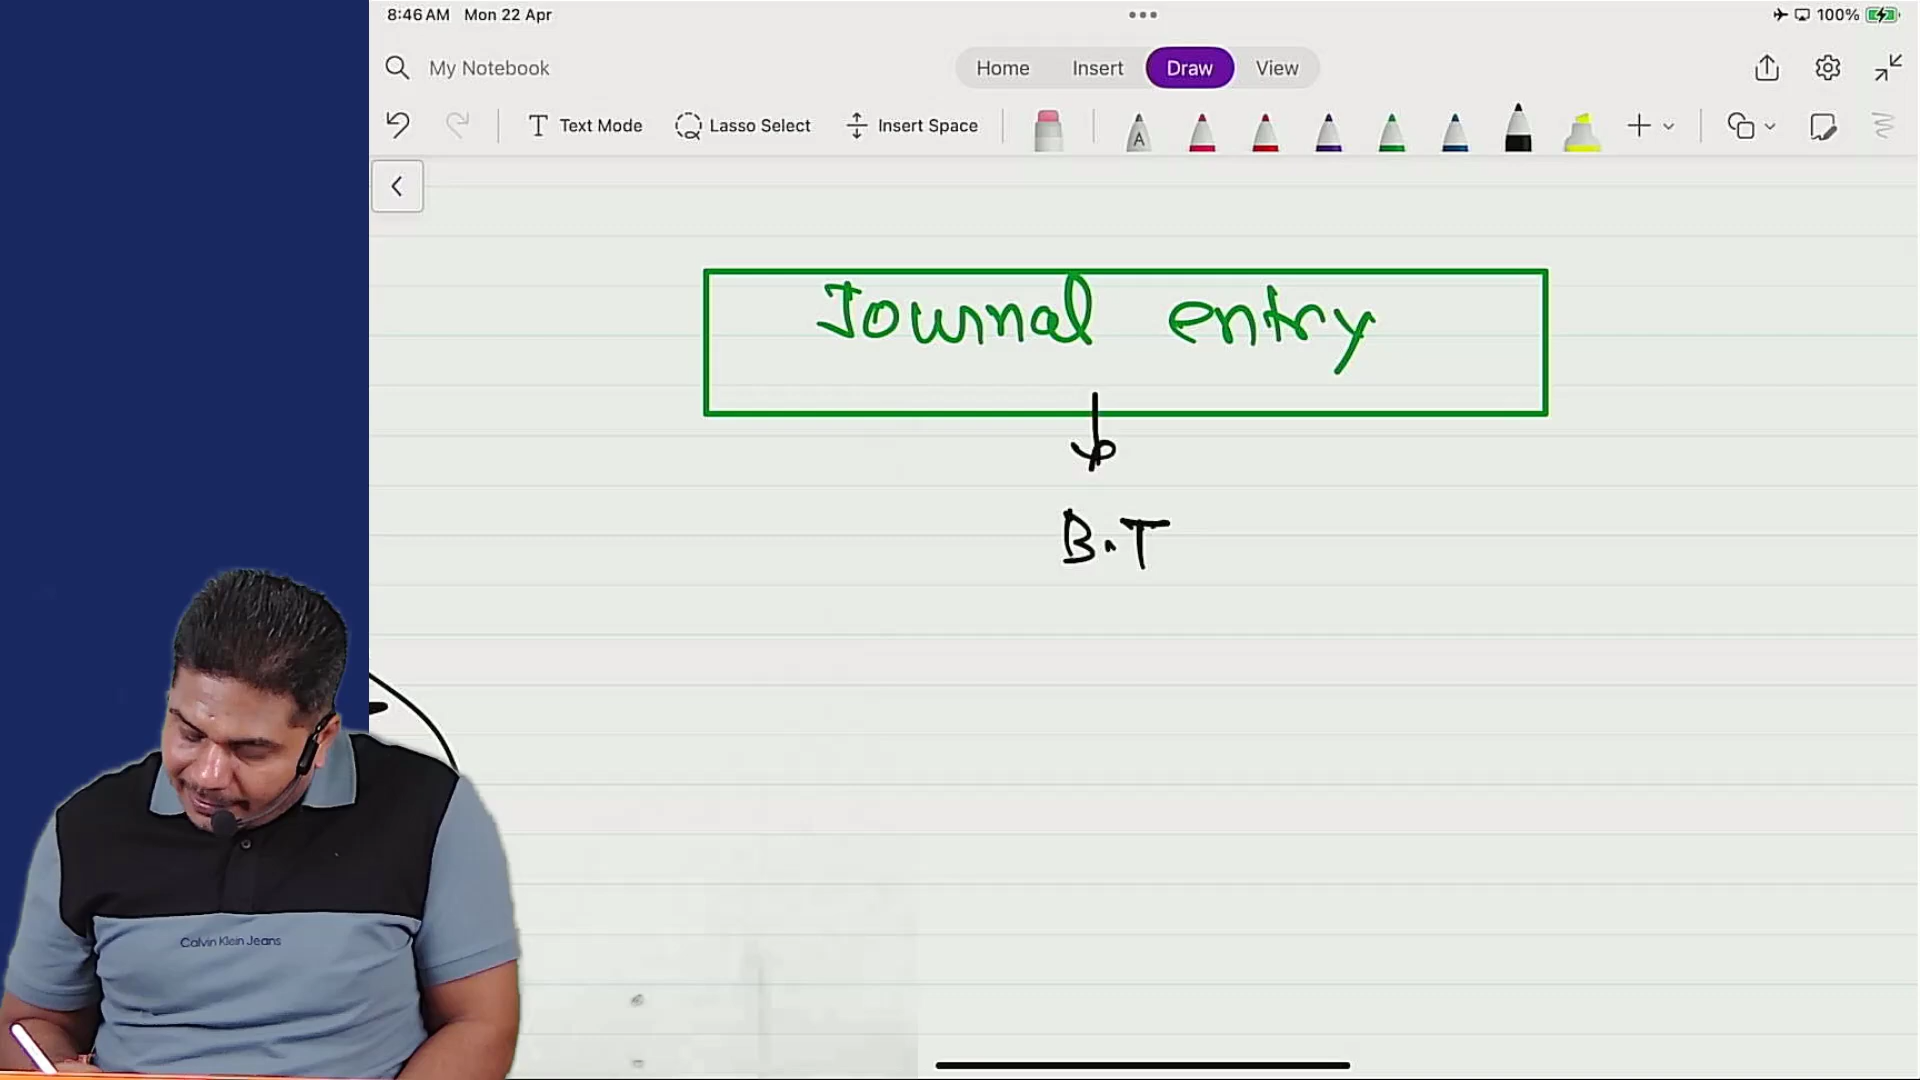 8:46 AM Mon 22 Apr
100%
My Notebook
Home Insert Draw View
Text Mode Lasso Select Insert Space
A
Journal entry
B.T
Calvin Klein Jeans